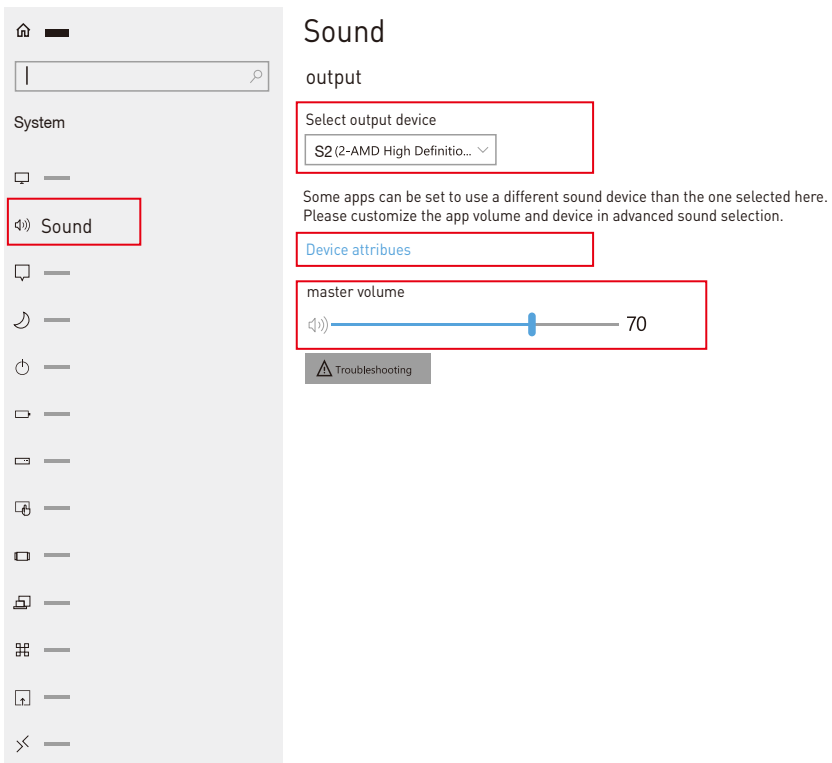 System
Sound
Sound
output
Select output device
S2(2-AMD High Definitio...
Some apps can be set to use a different sound device than the one selected here.
Please customize the app volume and device in advanced sound selection.
Device attribues
master volume
70
Troubleshooting